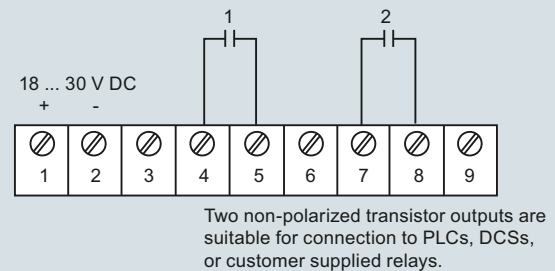 1 2
18 ... 30 V DC
+ -
1 2 3 4 5 6 7 8 9
Two non-polarized transistor outputs are
suitable for connection to PLCs, DCSs,
or customer supplied relays.